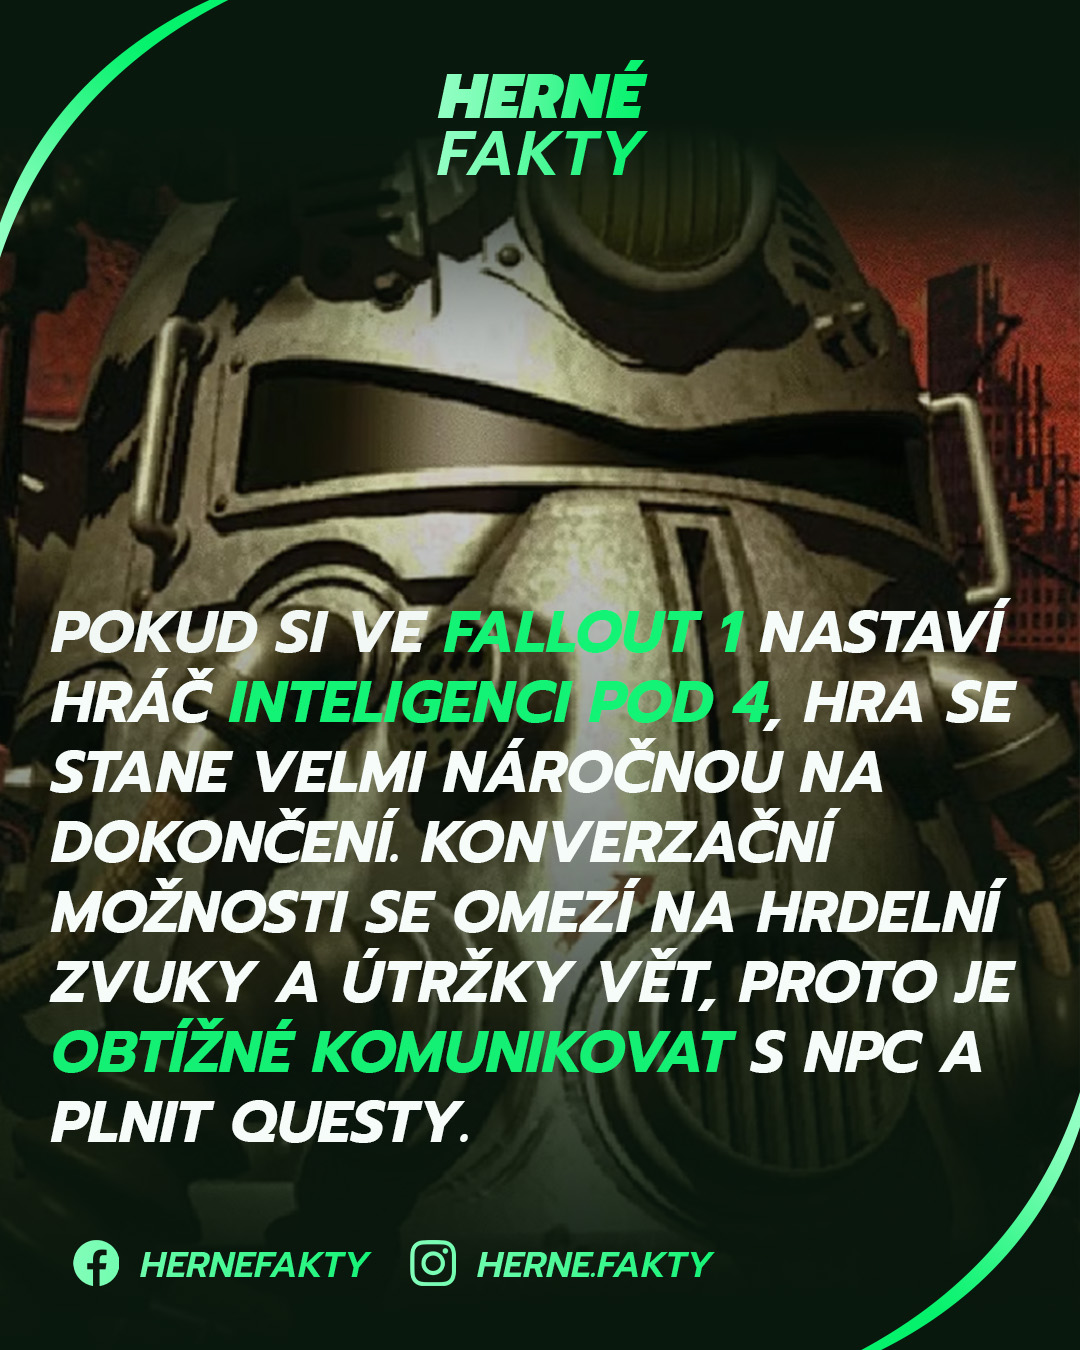 HERNÉ
FAKTY
POKUD SI VE FALLOUT 1 NASTAVÍ
HRÁČ INTELIGENCI POD 4, HRA SE
STANE VELMI NÁROČNOU NA
DOKONČENÍ. KONVERZAČNÍ
MOŽNOSTI SE OMEZÍ NA HRDELNÍ
ZVUKY A ÚTRŽKY VĚT, PROTO JE
OBTÍŽNÉ KOMUNIKOVAT S NPC A
PLNIT QUESTY.
HERNEFAKTY HERNE.FAKTY